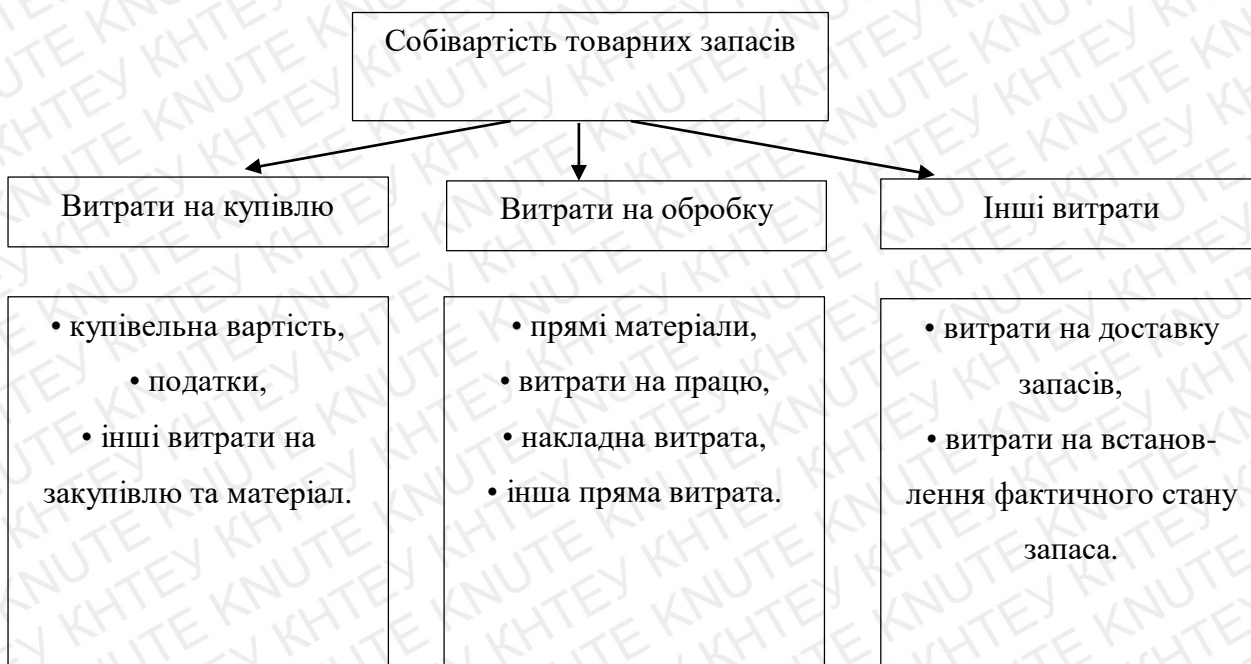 Собівартість товарних запасів
Витрати на купівлю
Витрати на обробку
Інші витрати
• купівельна вартість,
• податки,
• інші витрати на
закупівлю та матеріал.
• прямі матеріали,
• витрати на працю,
• накладна витрата,
• інша пряма витрата.
• витрати на доставку
запасів,
• витрати на встанов-
лення фактичного стану
запаса.